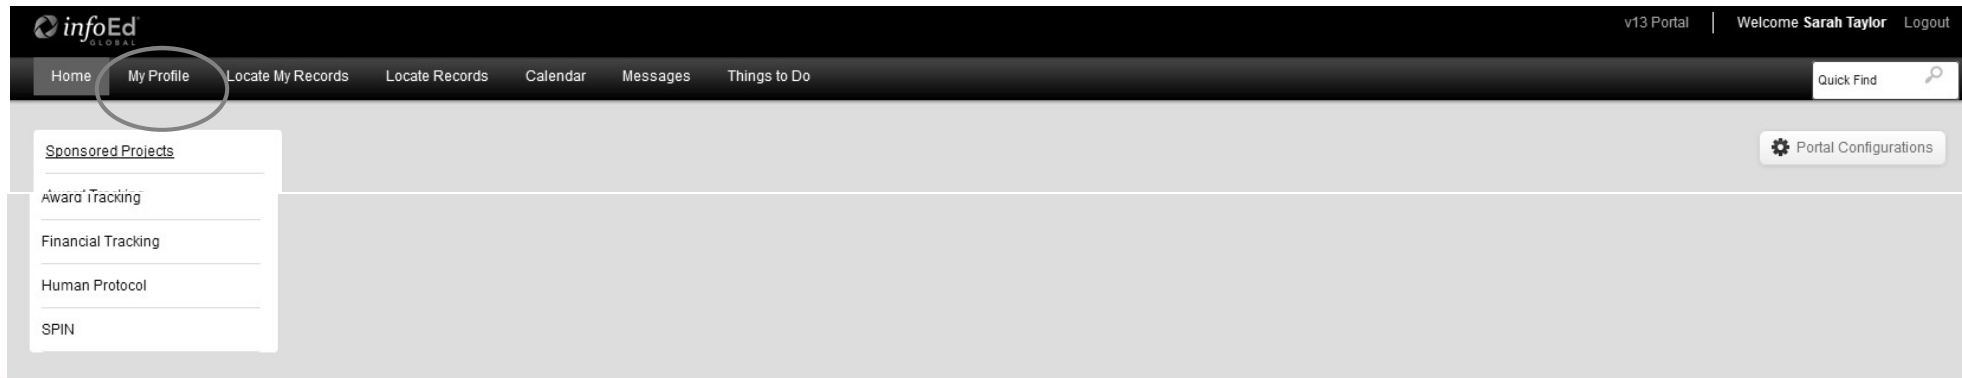 infoEd
GLOBAL
v13 Portal Welcome Sarah Taylor Logout
Home My Profile Locate My Records Locate Records Calendar Messages Things to Do
Quick Find
Sponsored Projects
Portal Configurations
Award Tracking
Financial Tracking
Human Protocol
SPIN